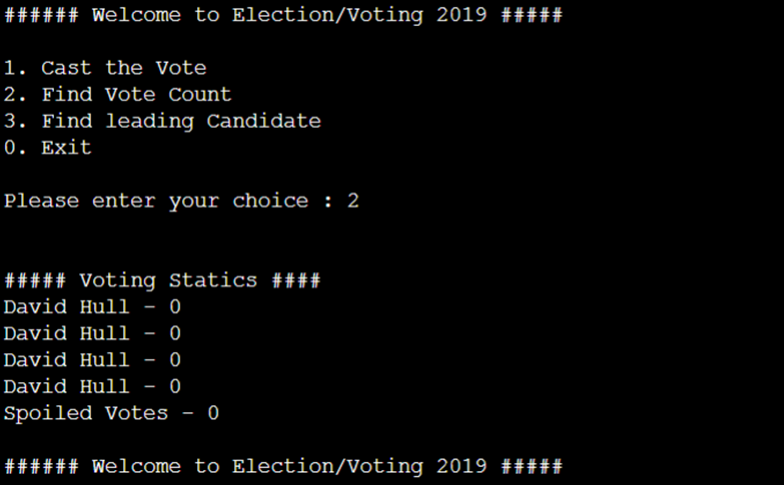 ###### Welcome to Election/Voting 2019 #####
1. Cast the Vote
2. Find Vote Count
3. Find leading Candidate
0. Exit
Please enter your choice : 2
##### Voting Statics ####
David Hull - 0
David Hull - 0
David Hull - 0
David Hull - 0
Spoiled Votes - 0
###### Welcome to Election/Voting 2019 #####